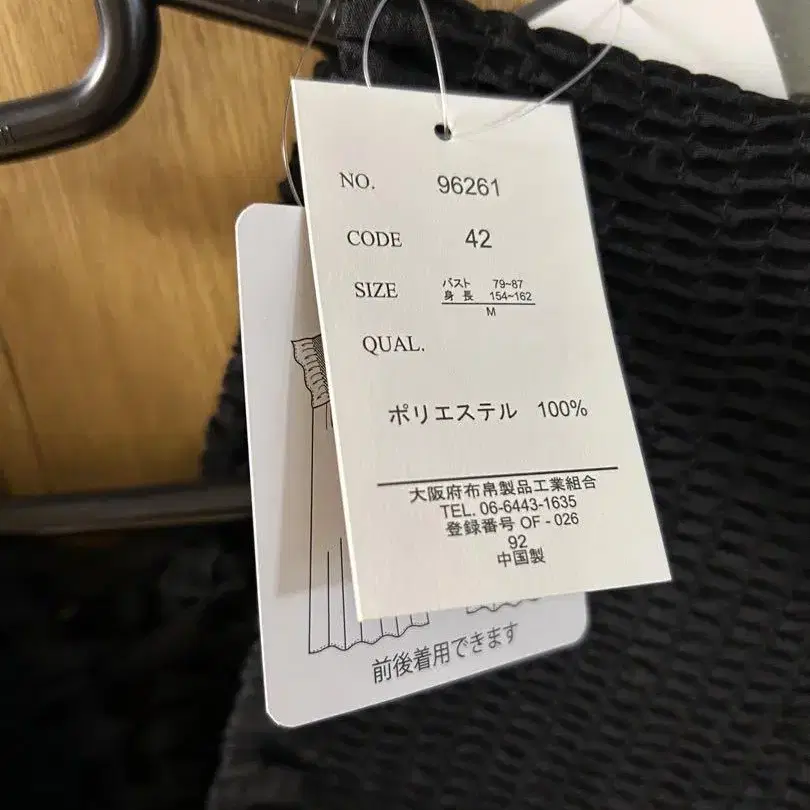 NO. 96261
CODE 42
SIZE バスト 79~87
身長 154~162
M
QUAL.
ポリエステル 100%
大阪府布帛製品工業組合
TEL. 06-6443-1635
登録番号 OF - 026
92
中国製
前後着用できます